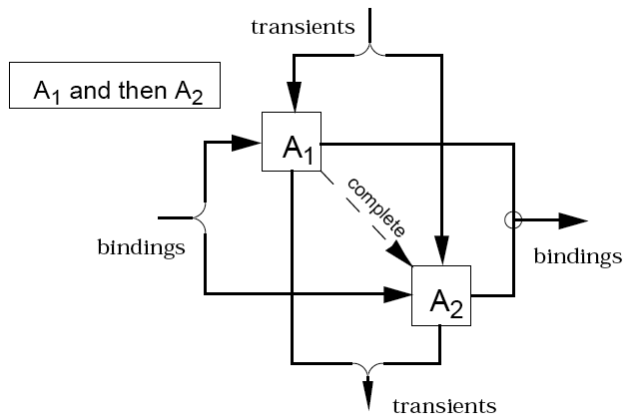 transients
A₁ and then A₂
A₁
complete
bindings
bindings
A₂
transients